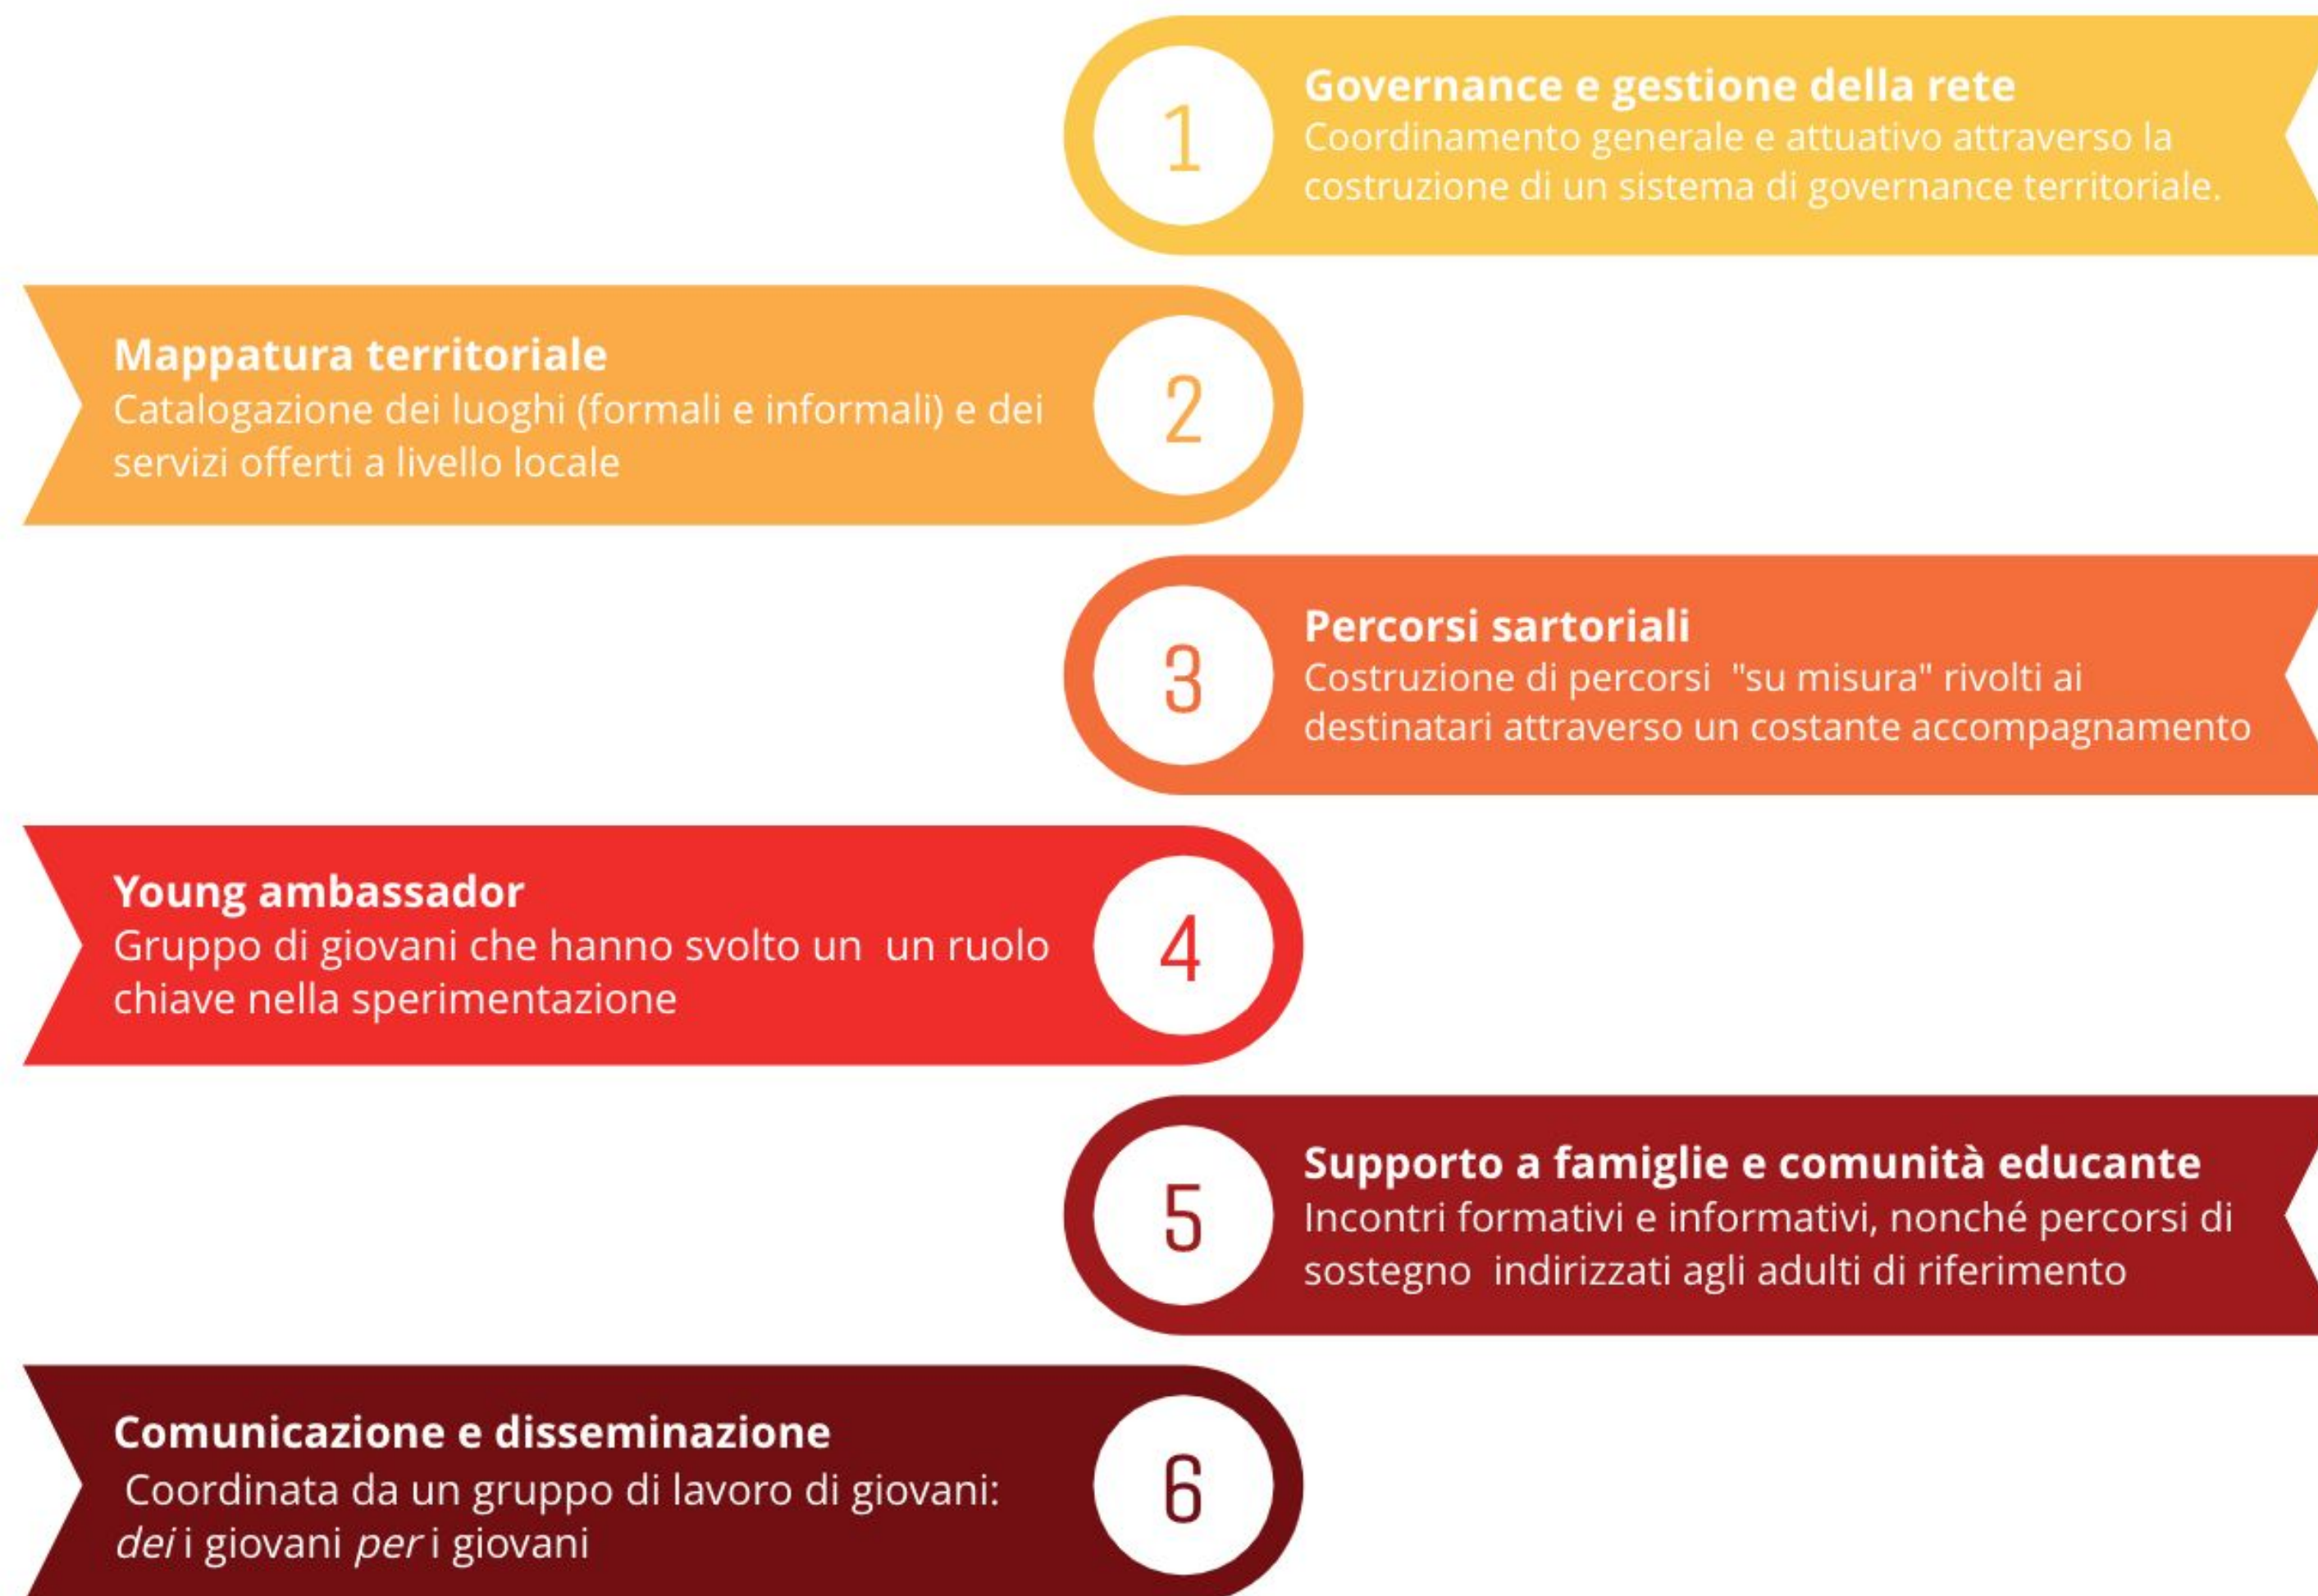 1
Governance e gestione della rete
Coordinamento generale e attuativo attraverso la
costruzione di un sistema di governance territoriale.
Mappatura territoriale
Catalogazione dei luoghi (formali e informali) e dei
servizi offerti a livello locale
2
3
Percorsi sartoriali
Costruzione di percorsi "su misura" rivolti ai
destinatari attraverso un costante accompagnamento
Young ambassador
Gruppo di giovani che hanno svolto un un ruolo
chiave nella sperimentazione
4
5
Supporto a famiglie e comunità educante
Incontri formativi e informativi, nonché percorsi di
sostegno indirizzati agli adulti di riferimento
Comunicazione e disseminazione
Coordinata da un gruppo di lavoro di giovani:
dei i giovani per i giovani
6